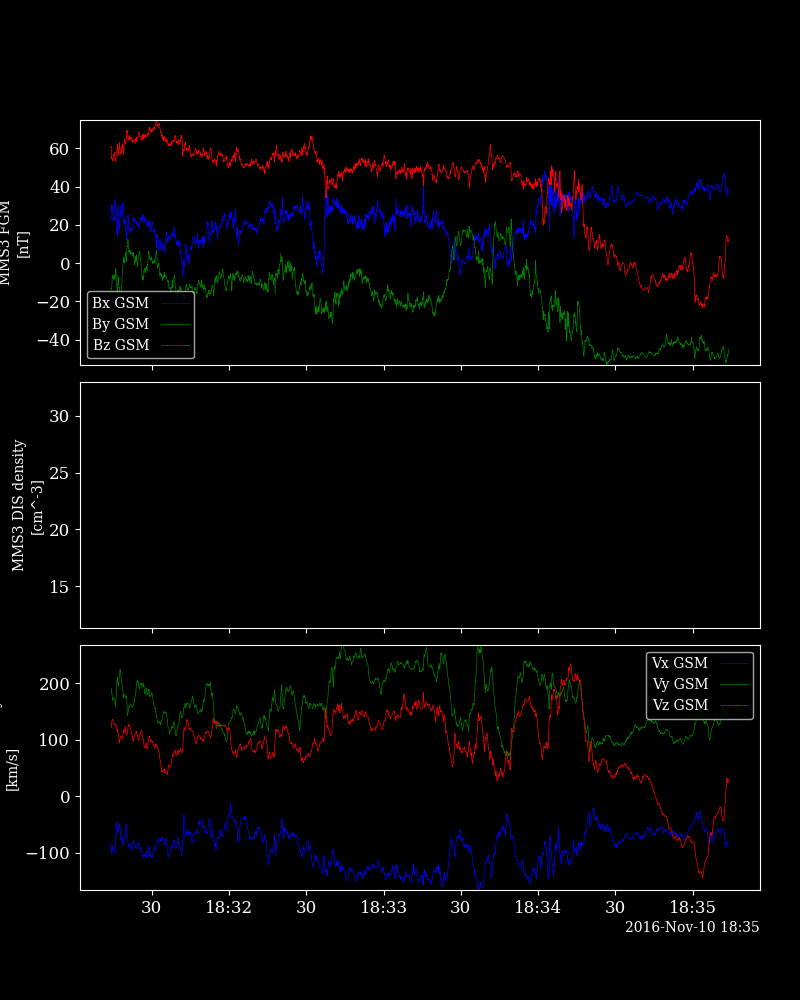 60
40
20
0
−20
−40
MMS3 FGM
[nT]
Bx GSM
By GSM
Bz GSM
30
25
20
15
MMS3 DIS density
[cm^-3]
200
100
0
−100
[km/s]
Vx GSM
Vy GSM
Vz GSM
30 18:32 30 18:33 30 18:34 30 18:35
2016-Nov-10 18:35